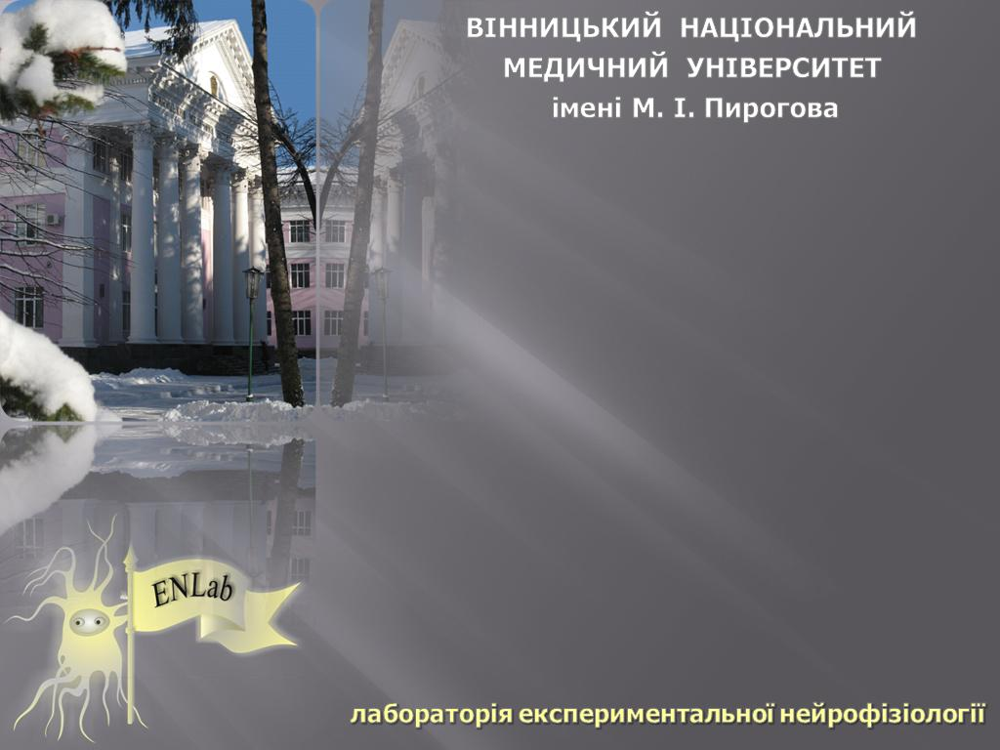 ВІННИЦЬКИЙ НАЦІОНАЛЬНИЙ
МЕДИЧНИЙ УНІВЕРСИТЕТ
імені М. І. Пирогова
ENLab
лабораторія експериментальної нейрофізіології